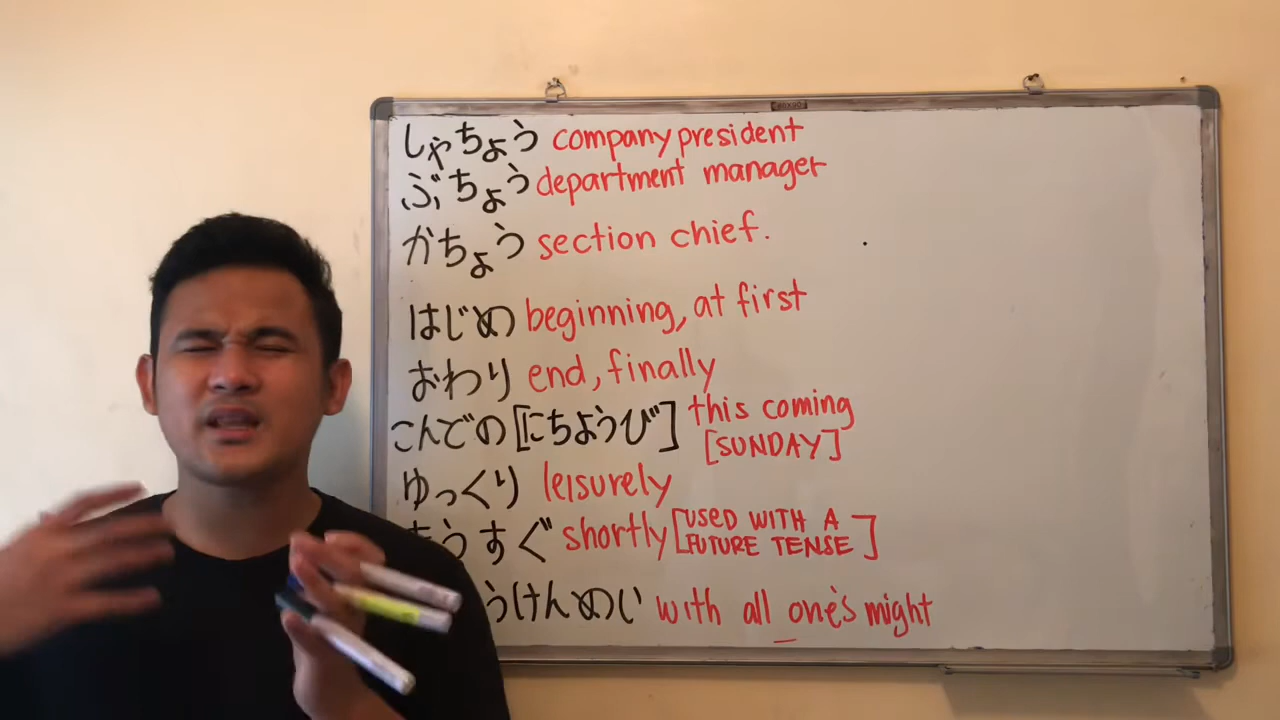 しゃちょう company president
ぶちょう department manager
かちょう section chief.
はじめ beginning, at first
おわり end, finally
こんでの [にちようび] this coming
[SUNDAY]
ゆっくり leisurely
うすぐ shortly [USED WITH A
FUTURE TENSE]
うけんめい with all one's might